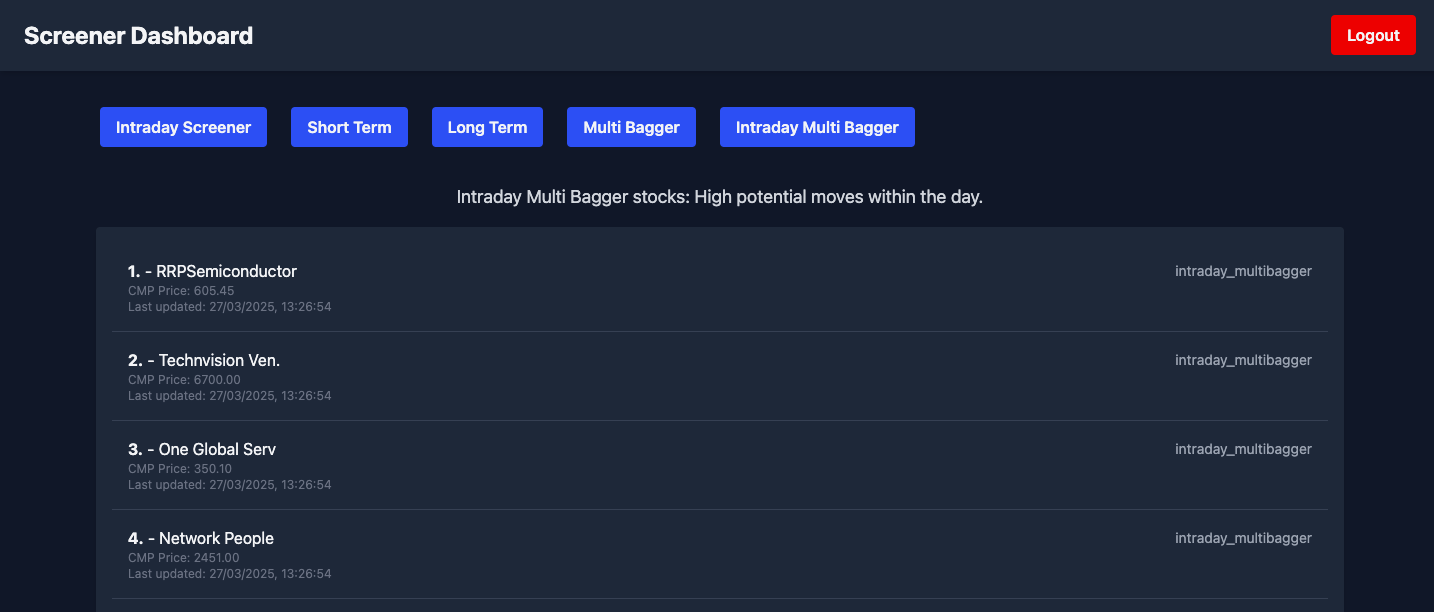 Screener Dashboard
Logout
Intraday Screener
Short Term
Long Term
Multi Bagger
Intraday Multi Bagger
Intraday Multi Bagger stocks: High potential moves within the day.
1. - RRPSemiconductor
intraday_multibagger
CMP Price: 605.45
Last updated: 27/03/2025, 13:26:54
2. - Technvision Ven.
intraday_multibagger
CMP Price: 6700.00
Last updated: 27/03/2025, 13:26:54
3. - One Global Serv
intraday_multibagger
CMP Price: 350.10
Last updated: 27/03/2025, 13:26:54
4. - Network People
intraday_multibagger
CMP Price: 2451.00
Last updated: 27/03/2025, 13:26:54